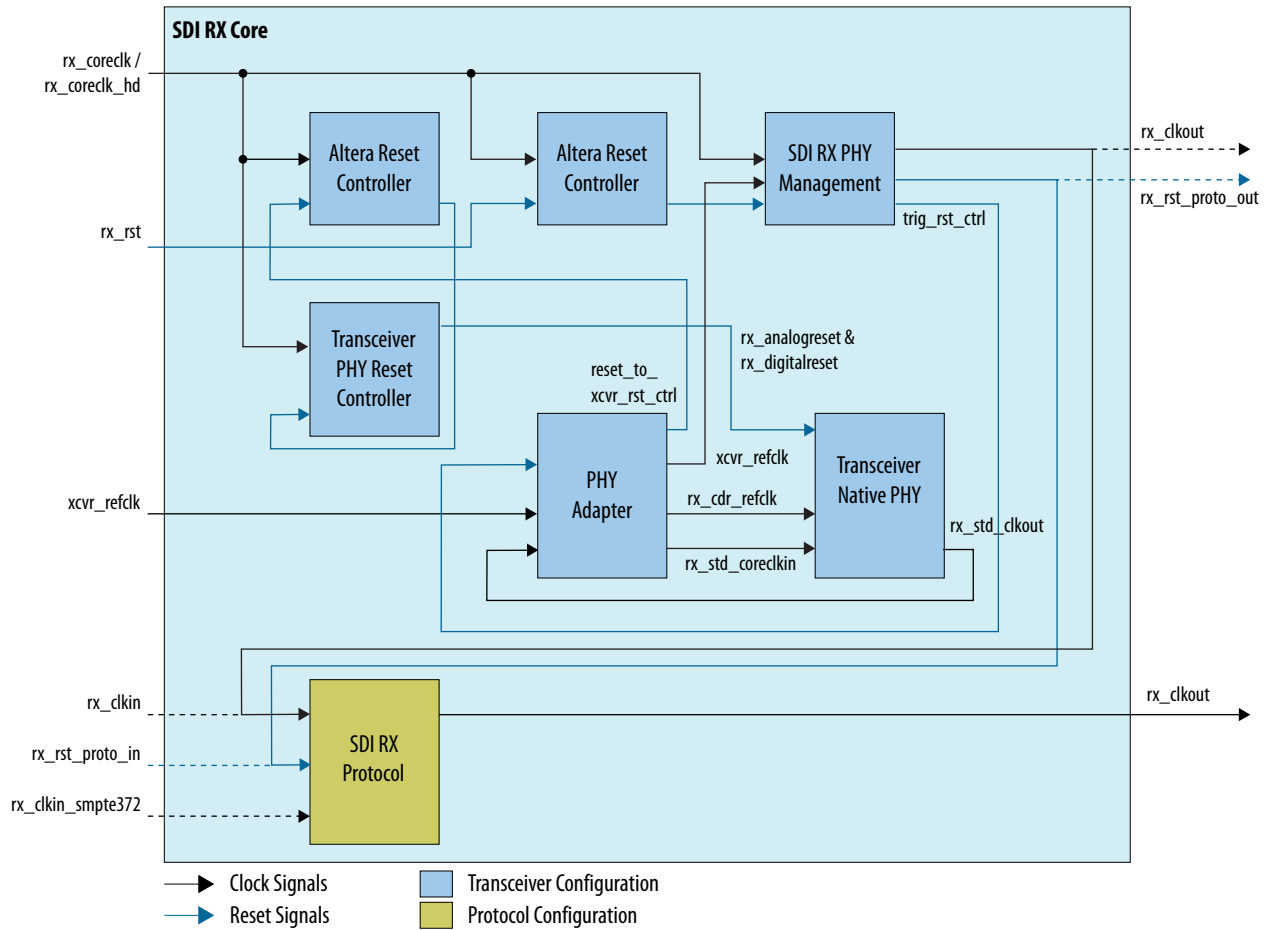 SDI RX Core
rx_coreclk /
rx_coreclk_hd
Altera Reset
Controller
Altera Reset
Controller
SDI RX PHY
Management
rx_clkout
rx_rst_proto_out
trig_rst_ctrl
rx_rst
Transceiver
PHY Reset
Controller
rx_analogreset &
rx_digitalreset
reset_to_
xcvr_rst_ctrl
xcvr_refclk
PHY
Adapter
xcvr_refclk
rx_cdr_refclk
rx_std_coreclkin
Transceiver
Native PHY
rx_std_clkout
rx_clkin
rx_rst_proto_in
rx_clkin_smpte372
SDI RX
Protocol
rx_clkout
Clock Signals
Transceiver Configuration
Reset Signals
Protocol Configuration